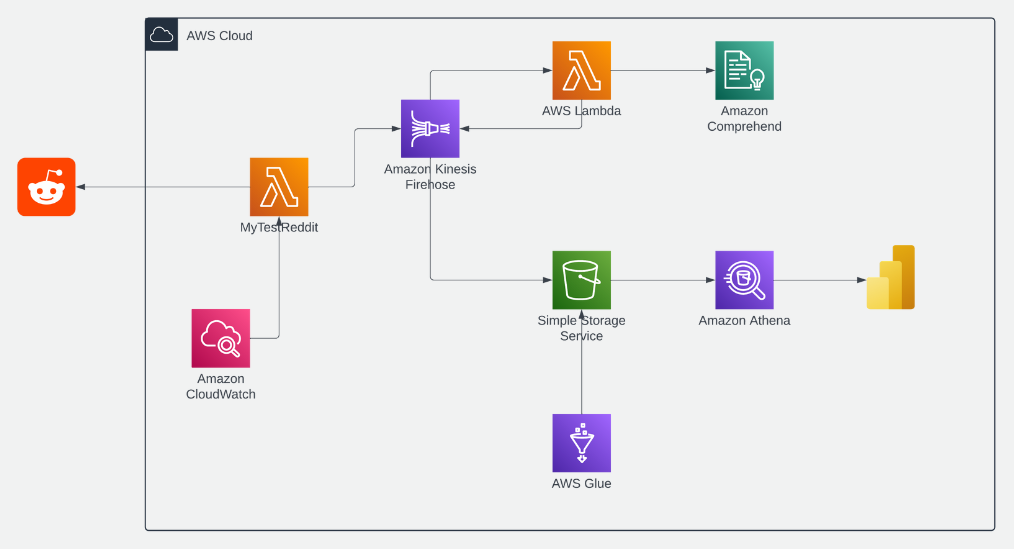 AWS Cloud
AWS Lambda
Amazon
Comprehend
Amazon Kinesis
Firehose
MyTestReddit
Simple Storage
Service
Amazon Athena
Amazon
CloudWatch
AWS Glue